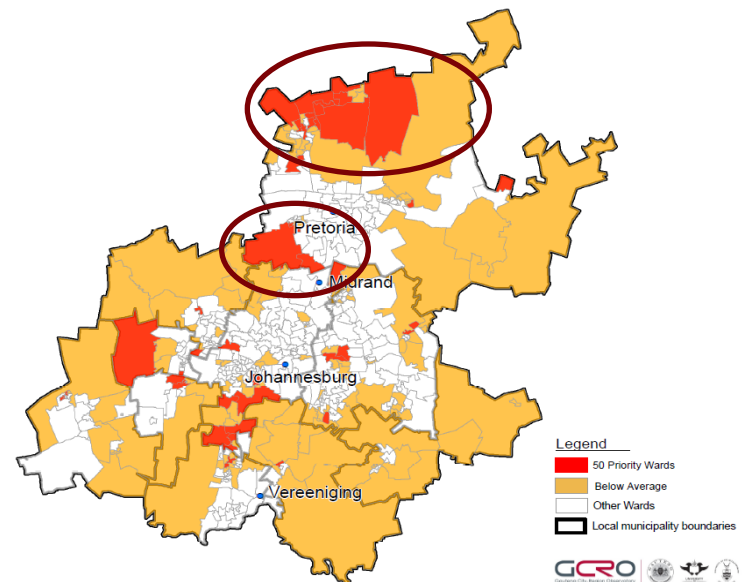 Pretoria
Midrand
Johannesburg
Vereeniging
Legend
50 Priority Wards
Below Average
Other Wards
Local municipality boundaries
GCRO